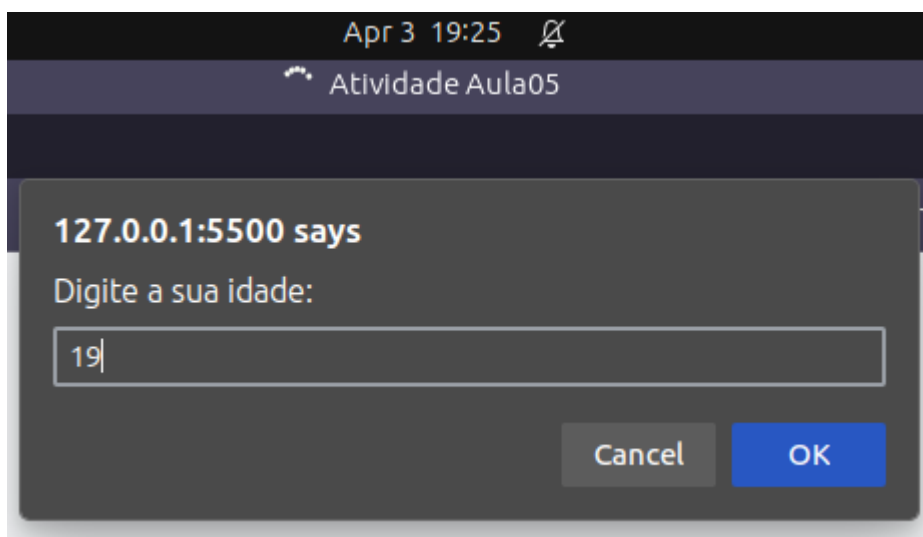 Apr 3 19:25
Atividade Aula05
127.0.0.1:5500 says
Digite a sua idade:
19
Cancel OK